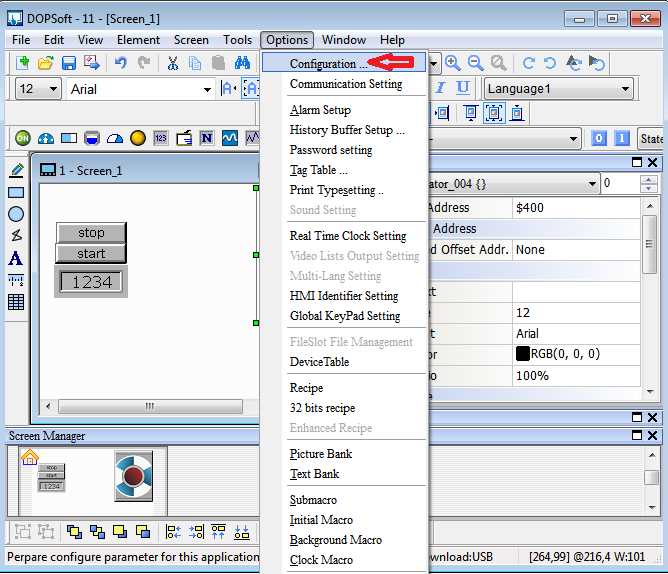 DOPSoft - 11 - [Screen_1]
File Edit View Element Screen Tools Options Window Help
12 Arial
I U Language1
ON 123 N
0 1 State
Configuration ...
Communication Setting
Alarm Setup
History Buffer Setup ...
Password setting
Tag Table ...
Print Typesetting ..
Sound Setting
Real Time Clock Setting
Video Lists Output Setting
Multi-Lang Setting
HMI Identifier Setting
Global KeyPad Setting
FileSlot File Management
DeviceTable
Recipe
32 bits recipe
Enhanced Recipe
Picture Bank
Text Bank
Submacro
Initial Macro
Background Macro
Clock Macro
1 - Screen_1
stop
start
1234
ator_004 {} 0
Address $400
Address
d Offset Addr. None
xt
e 12
t Arial
or RGB(0, 0, 0)
io 100%
e
Screen Manager
stop
start
1234
Perpare configure parameter for this application
ownload:USB [264,99] @216,4 W:101